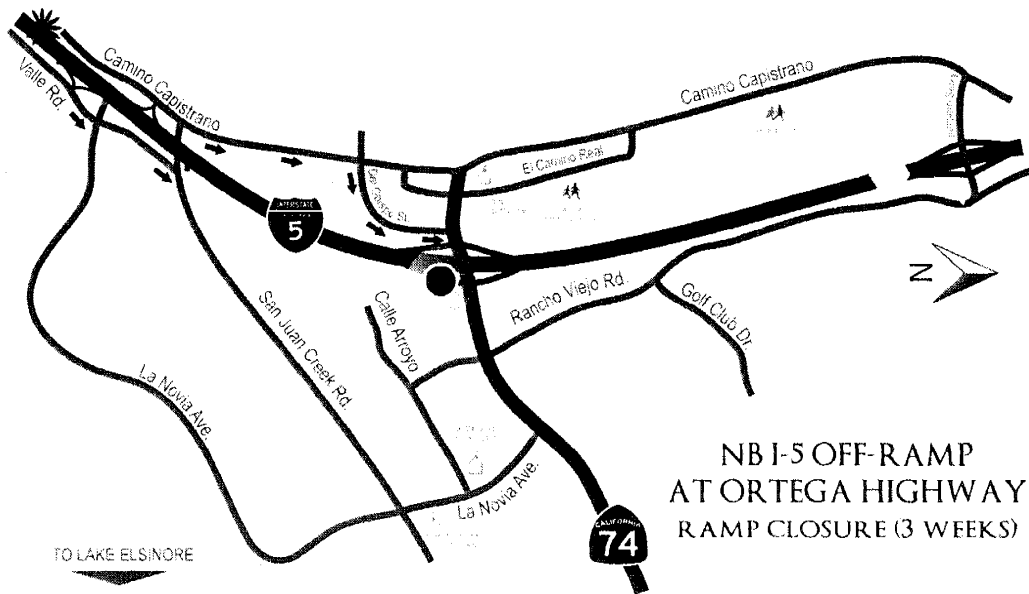 Valle Rd.
Camino Capistrano
Camino Capistrano
El Camino Real
INTERSTATE
5
N
Rancho Viejo Rd.
Golf Club Dr.
Calle Arroyo
San Juan Creek Rd.
La Novia Ave.
La Novia Ave.
NB I-5 OFF-RAMP
AT ORTEGA HIGHWAY
RAMP CLOSURE (3 WEEKS)
CALIFORNIA
74
TO LAKE ELSINORE